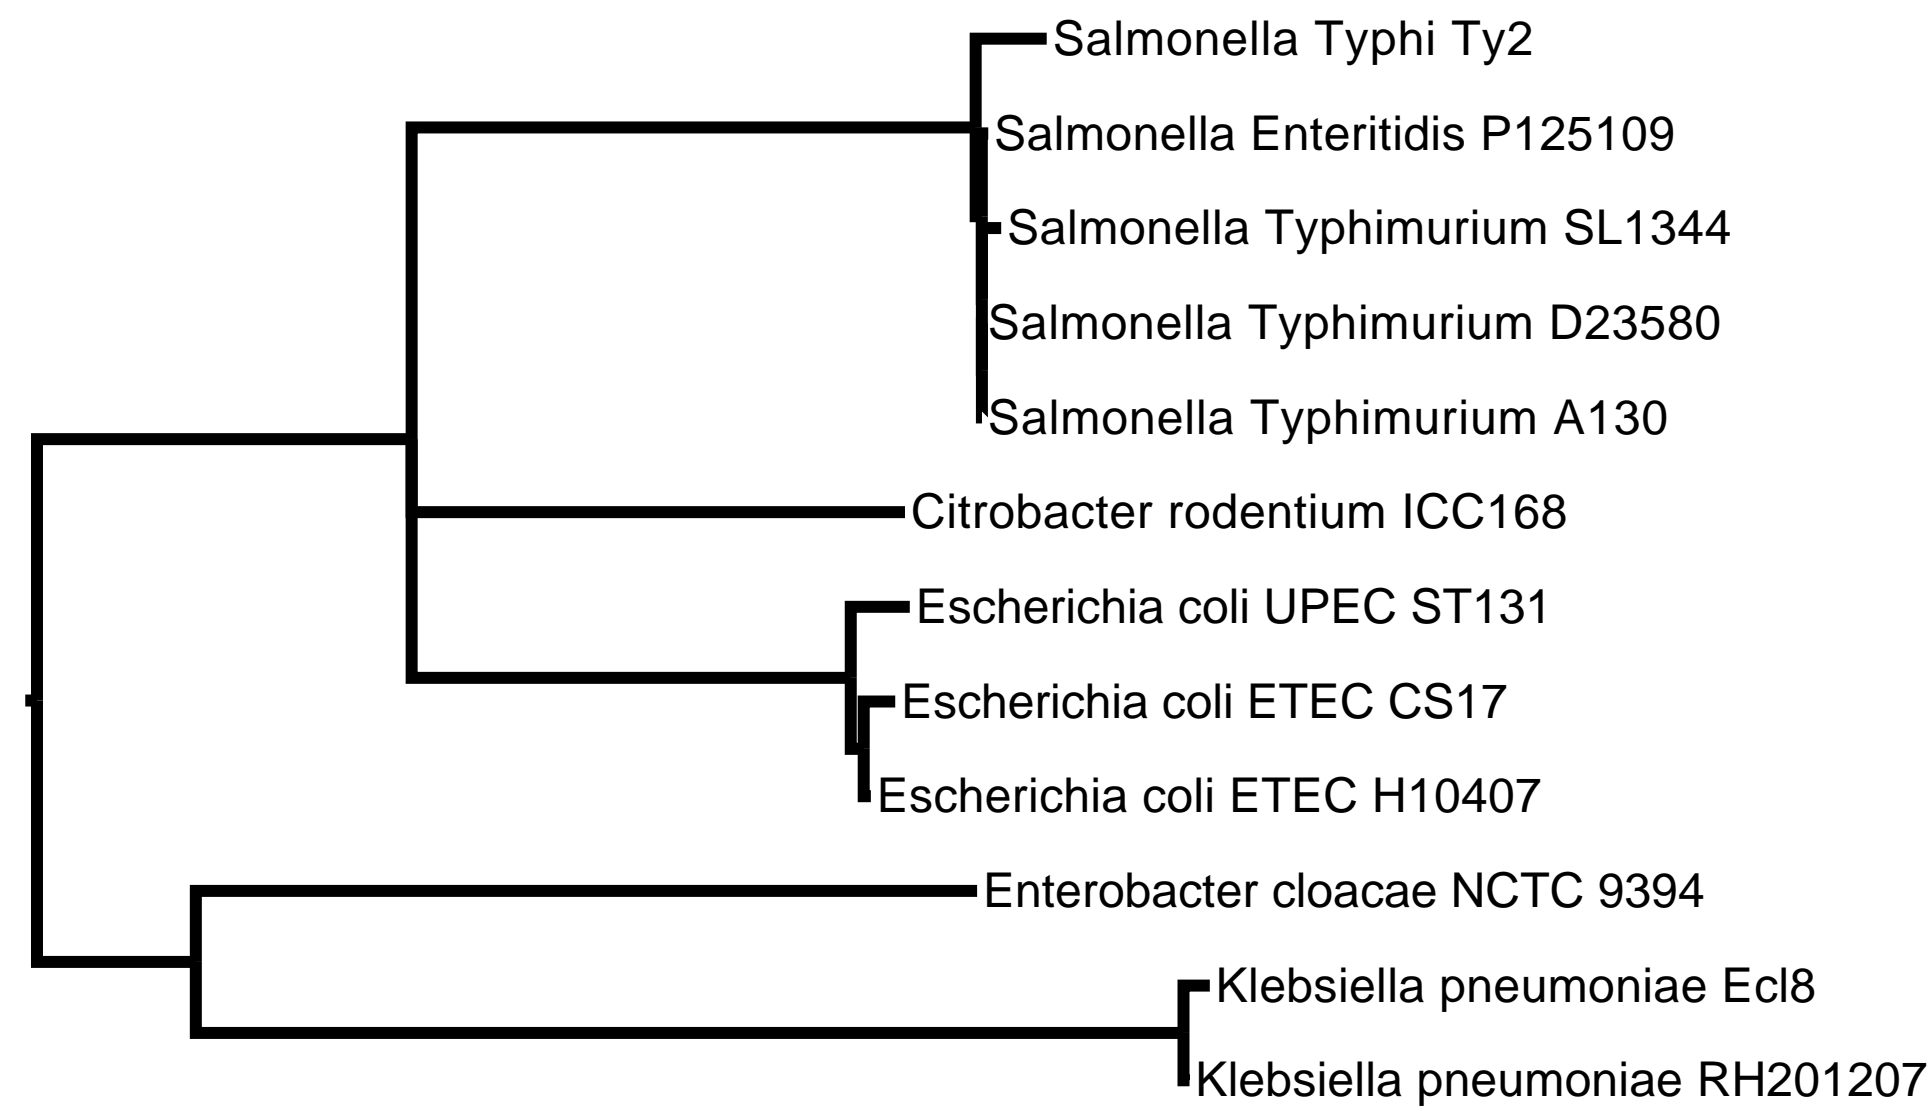 Salmonella Typhi Ty2
Salmonella Enteritidis P125109
Salmonella Typhimurium SL1344
Salmonella Typhimurium D23580
Salmonella Typhimurium A130
Citrobacter rodentium ICC168
Escherichia coli UPEC ST131
Escherichia coli ETEC CS17
Escherichia coli ETEC H10407
Enterobacter cloacae NCTC 9394
Klebsiella pneumoniae Ecl8
Klebsiella pneumoniae RH201207